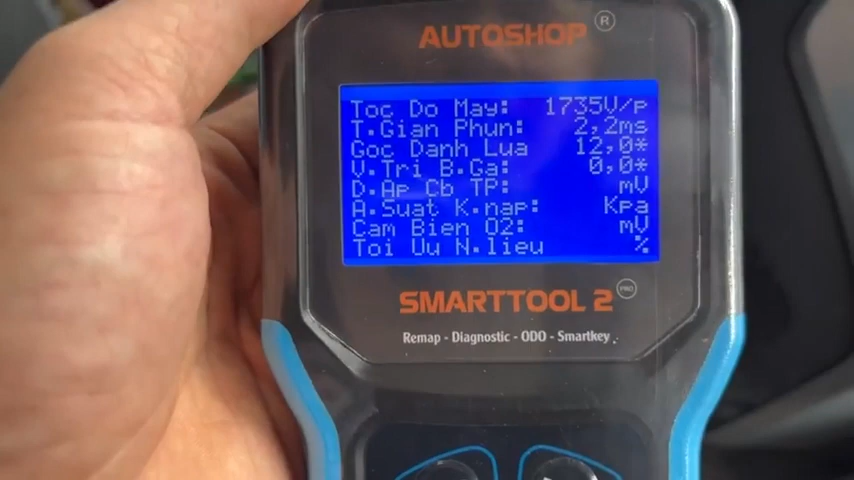 AUTOSHOP ®
Toc Do May: 1735V/p
T.Gian Phun: 2,2ms
Goc Danh Lua 12,0*
V.Tri B.Ga: 0,0*
D.Ap Cb TP: mV
A.Suat K.nap: Kpa
Cam Bien O2: mV
Toi Uu N.lieu %
SMARTTOOL 2 PRO
Remap - Diagnostic - ODO - Smartkey